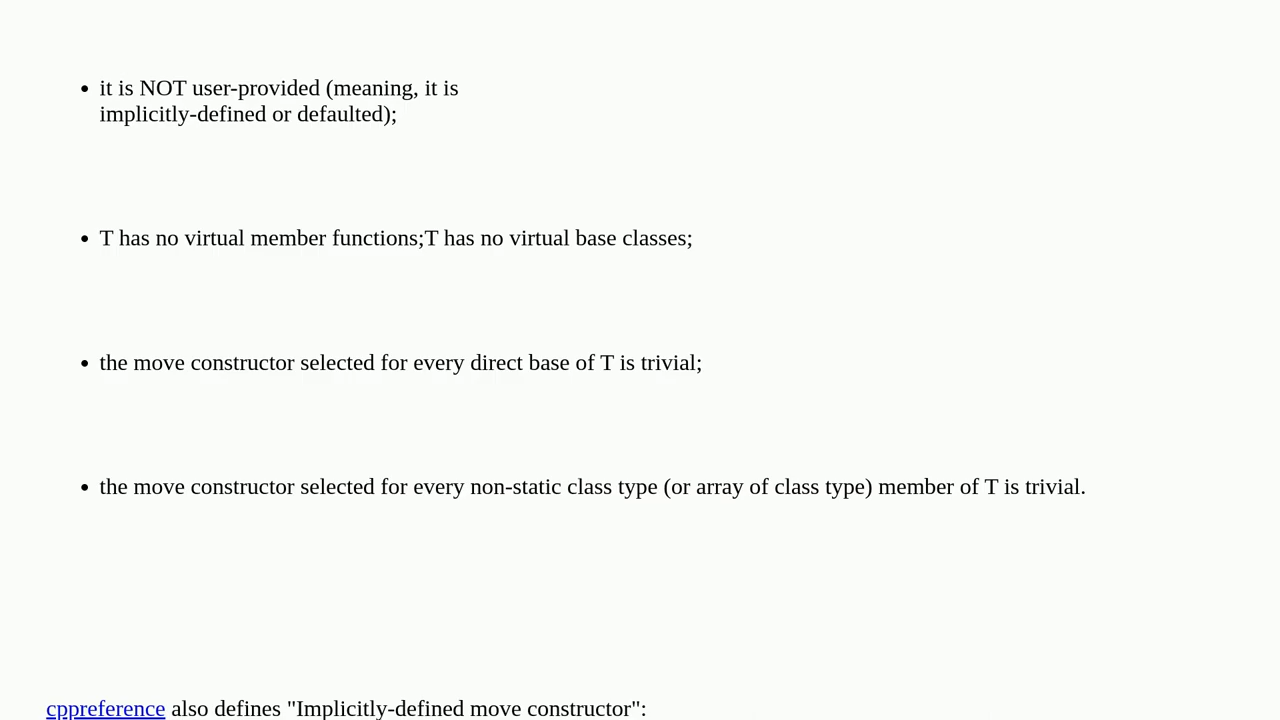 • it is NOT user-provided (meaning, it is
implicitly-defined or defaulted);
• T has no virtual member functions;T has no virtual base classes;
• the move constructor selected for every direct base of T is trivial;
• the move constructor selected for every non-static class type (or array of class type) member of T is trivial.
cppreference also defines "Implicitly-defined move constructor":